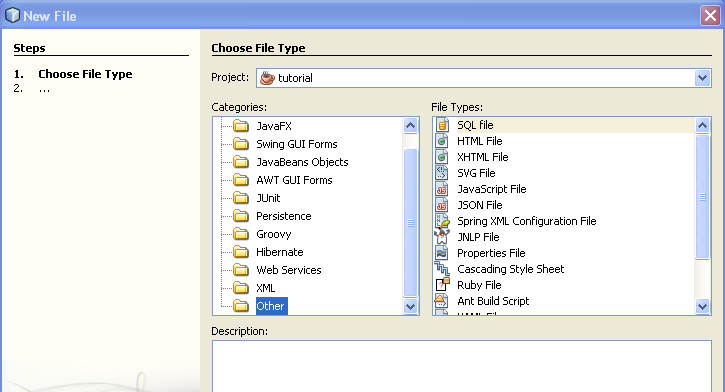 New File
Steps
1. Choose File Type
2. ...
Choose File Type
Project: tutorial
Categories:
JavaFX
Swing GUI Forms
JavaBeans Objects
AWT GUI Forms
JUnit
Persistence
Groovy
Hibernate
Web Services
XML
Other
File Types:
SQL file
HTML File
XHTML File
SVG File
JavaScript File
JSON File
Spring XML Configuration File
JNLP File
Properties File
Cascading Style Sheet
Ruby File
Ant Build Script
Description: